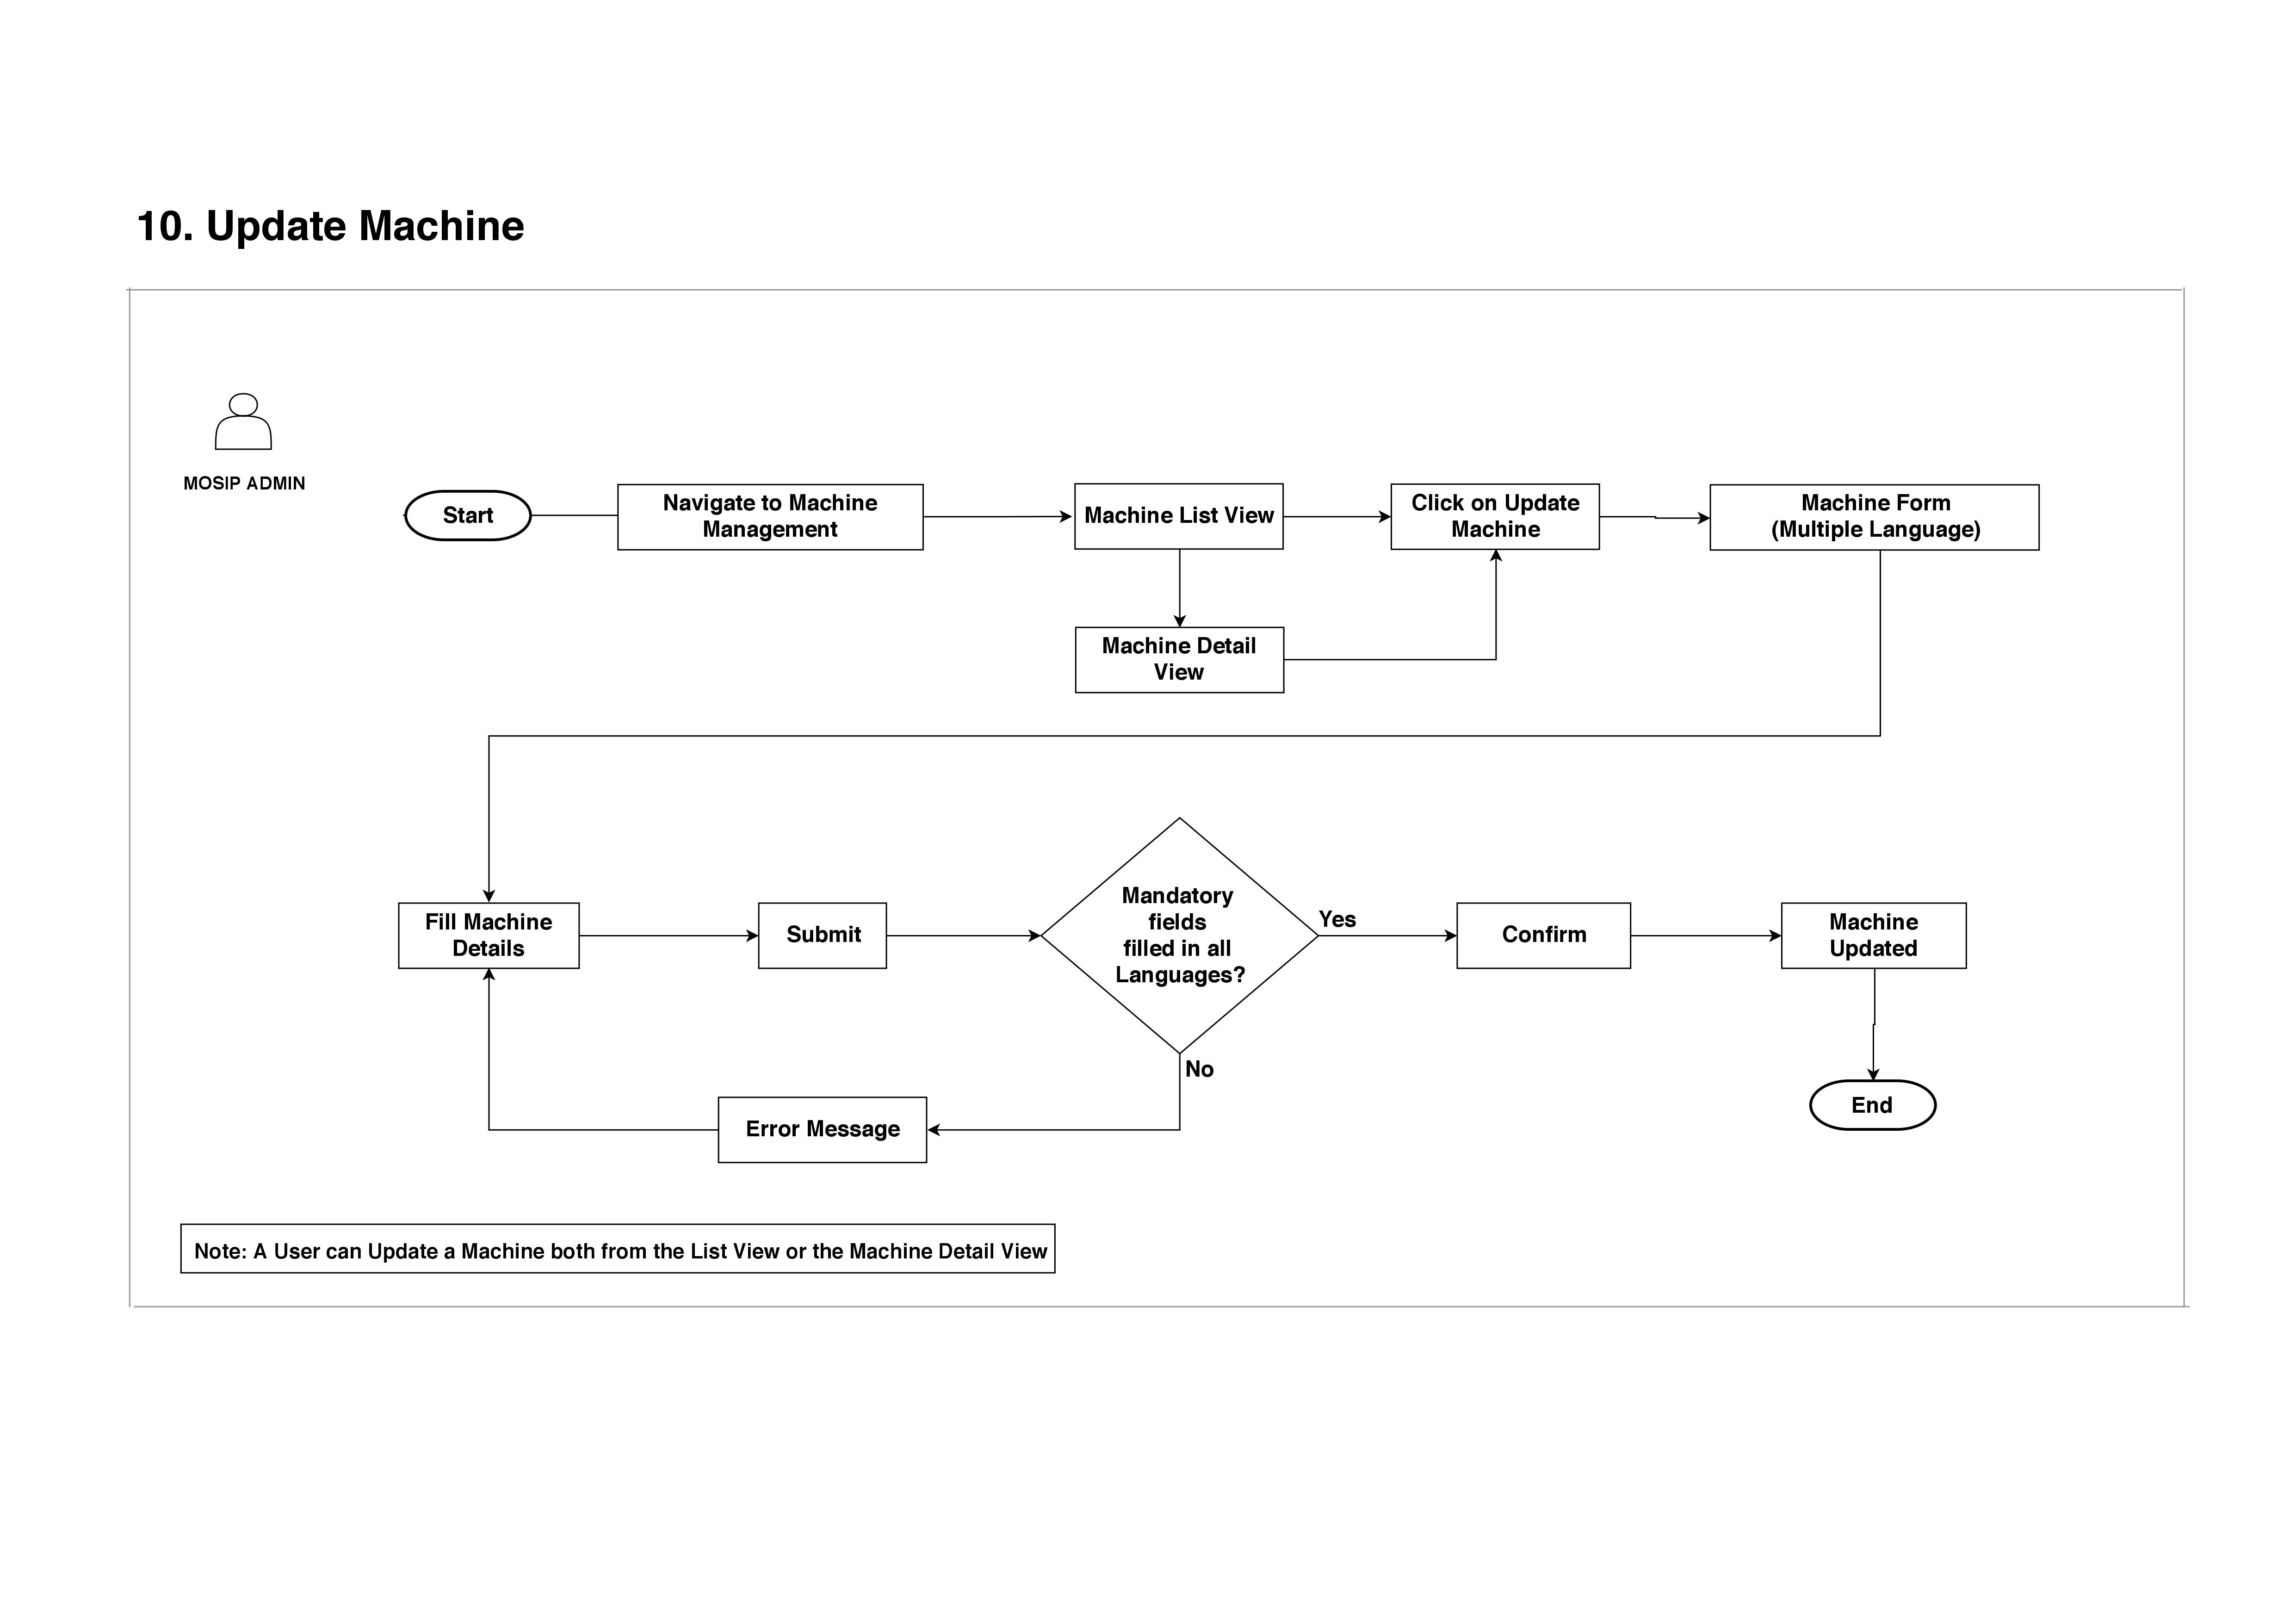 10. Update Machine
MOSIP ADMIN
Start
Navigate to Machine
Management
Machine List View
Click on Update
Machine
Machine Form
(Multiple Language)
Machine Detail
View
Fill Machine
Details
Submit
Mandatory
fields
filled in all
Languages?
Yes
Confirm
Machine
Updated
No
Error Message
End
Note: A User can Update a Machine both from the List View or the Machine Detail View